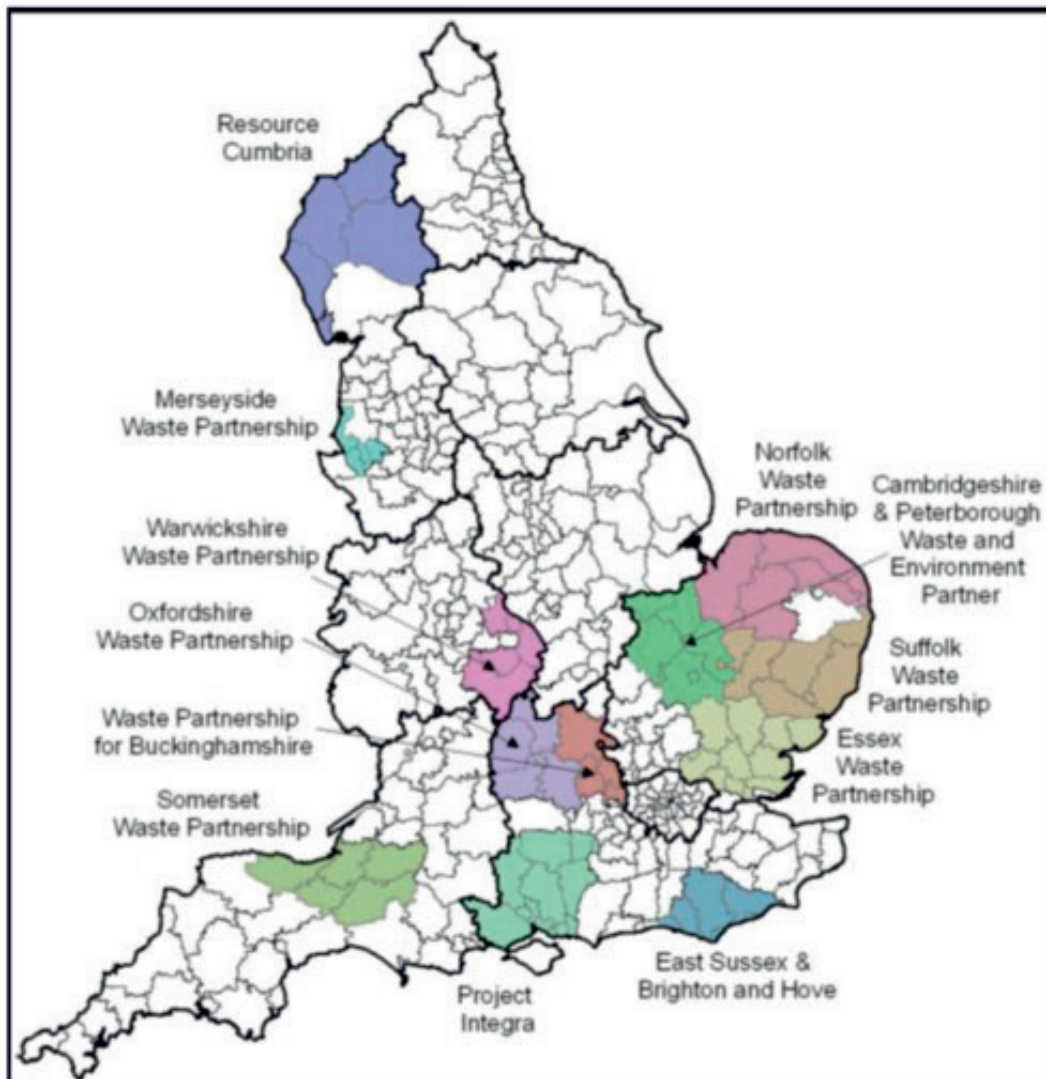 Resource
Cumbria
Merseyside
Waste Partnership
Norfolk
Waste
Partnership
Cambridgeshire
& Peterborough
Waste and
Environment
Partner
Warwickshire
Waste Partnership
Oxfordshire
Waste Partnership
Suffolk
Waste
Partnership
Waste Partnership
for Buckinghamshire
Essex
Waste
Partnership
Somerset
Waste Partnership
East Sussex &
Brighton and Hove
Project
Integra